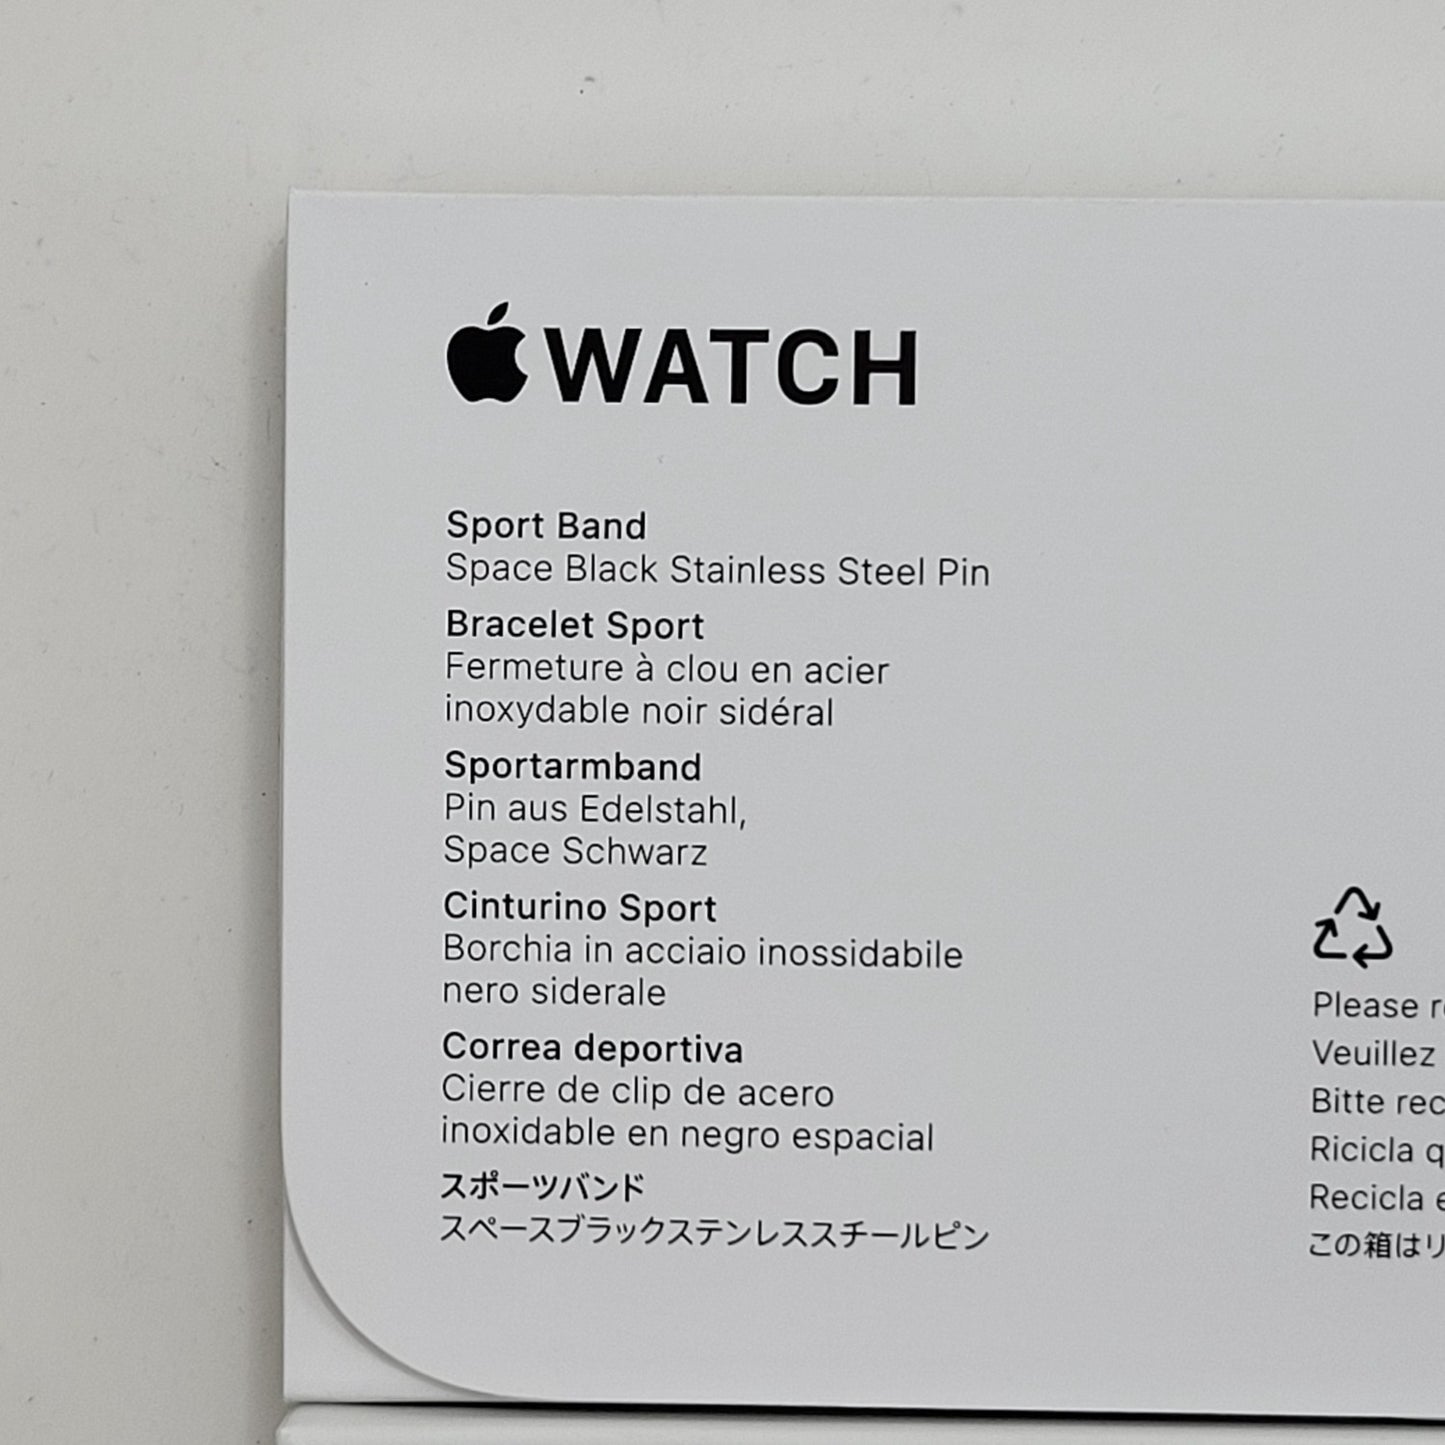 WATCH
Sport Band
Space Black Stainless Steel Pin
Bracelet Sport
Fermeture à clou en acier
inoxydable noir sidéral
Sportarmband
Pin aus Edelstahl,
Space Schwarz
Cinturino Sport
Borchia in acciaio inossidabile
nero siderale
Correa deportiva
Cierre de clip de acero
inoxidable en negro espacial
スポーツバンド
スペースブラックステンレススチールピン
Please
Veuillez
Bitte
Ricicla
Recicla
この箱は